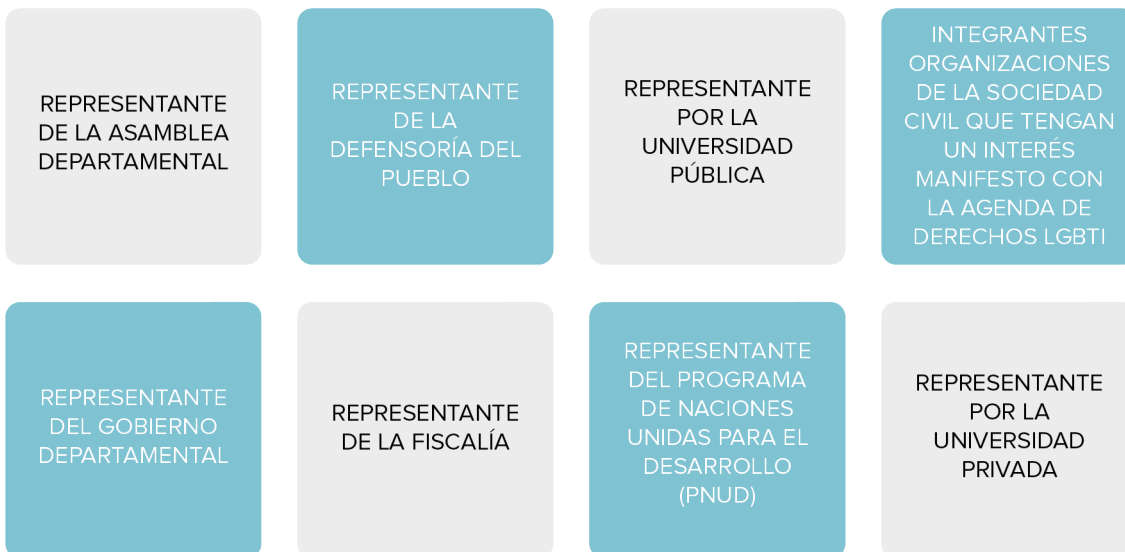 REPRESENTANTE
DE LA ASAMBLEA
DEPARTAMENTAL
REPRESENTANTE
DE LA
DEFENSORÍA DEL
PUEBLO
REPRESENTANTE
POR LA
UNIVERSIDAD
PÚBLICA
INTEGRANTES
ORGANIZACIONES
DE LA SOCIEDAD
CIVIL QUE TENGAN
UN INTERÉS
MANIFESTO CON
LA AGENDA DE
DERECHOS LGBTI
REPRESENTANTE
DEL GOBIERNO
DEPARTAMENTAL
REPRESENTANTE
DE LA FISCALÍA
REPRESENTANTE
DEL PROGRAMA
DE NACIONES
UNIDAS PARA EL
DESARROLLO
(PNUD)
REPRESENTANTE
POR LA
UNIVERSIDAD
PRIVADA